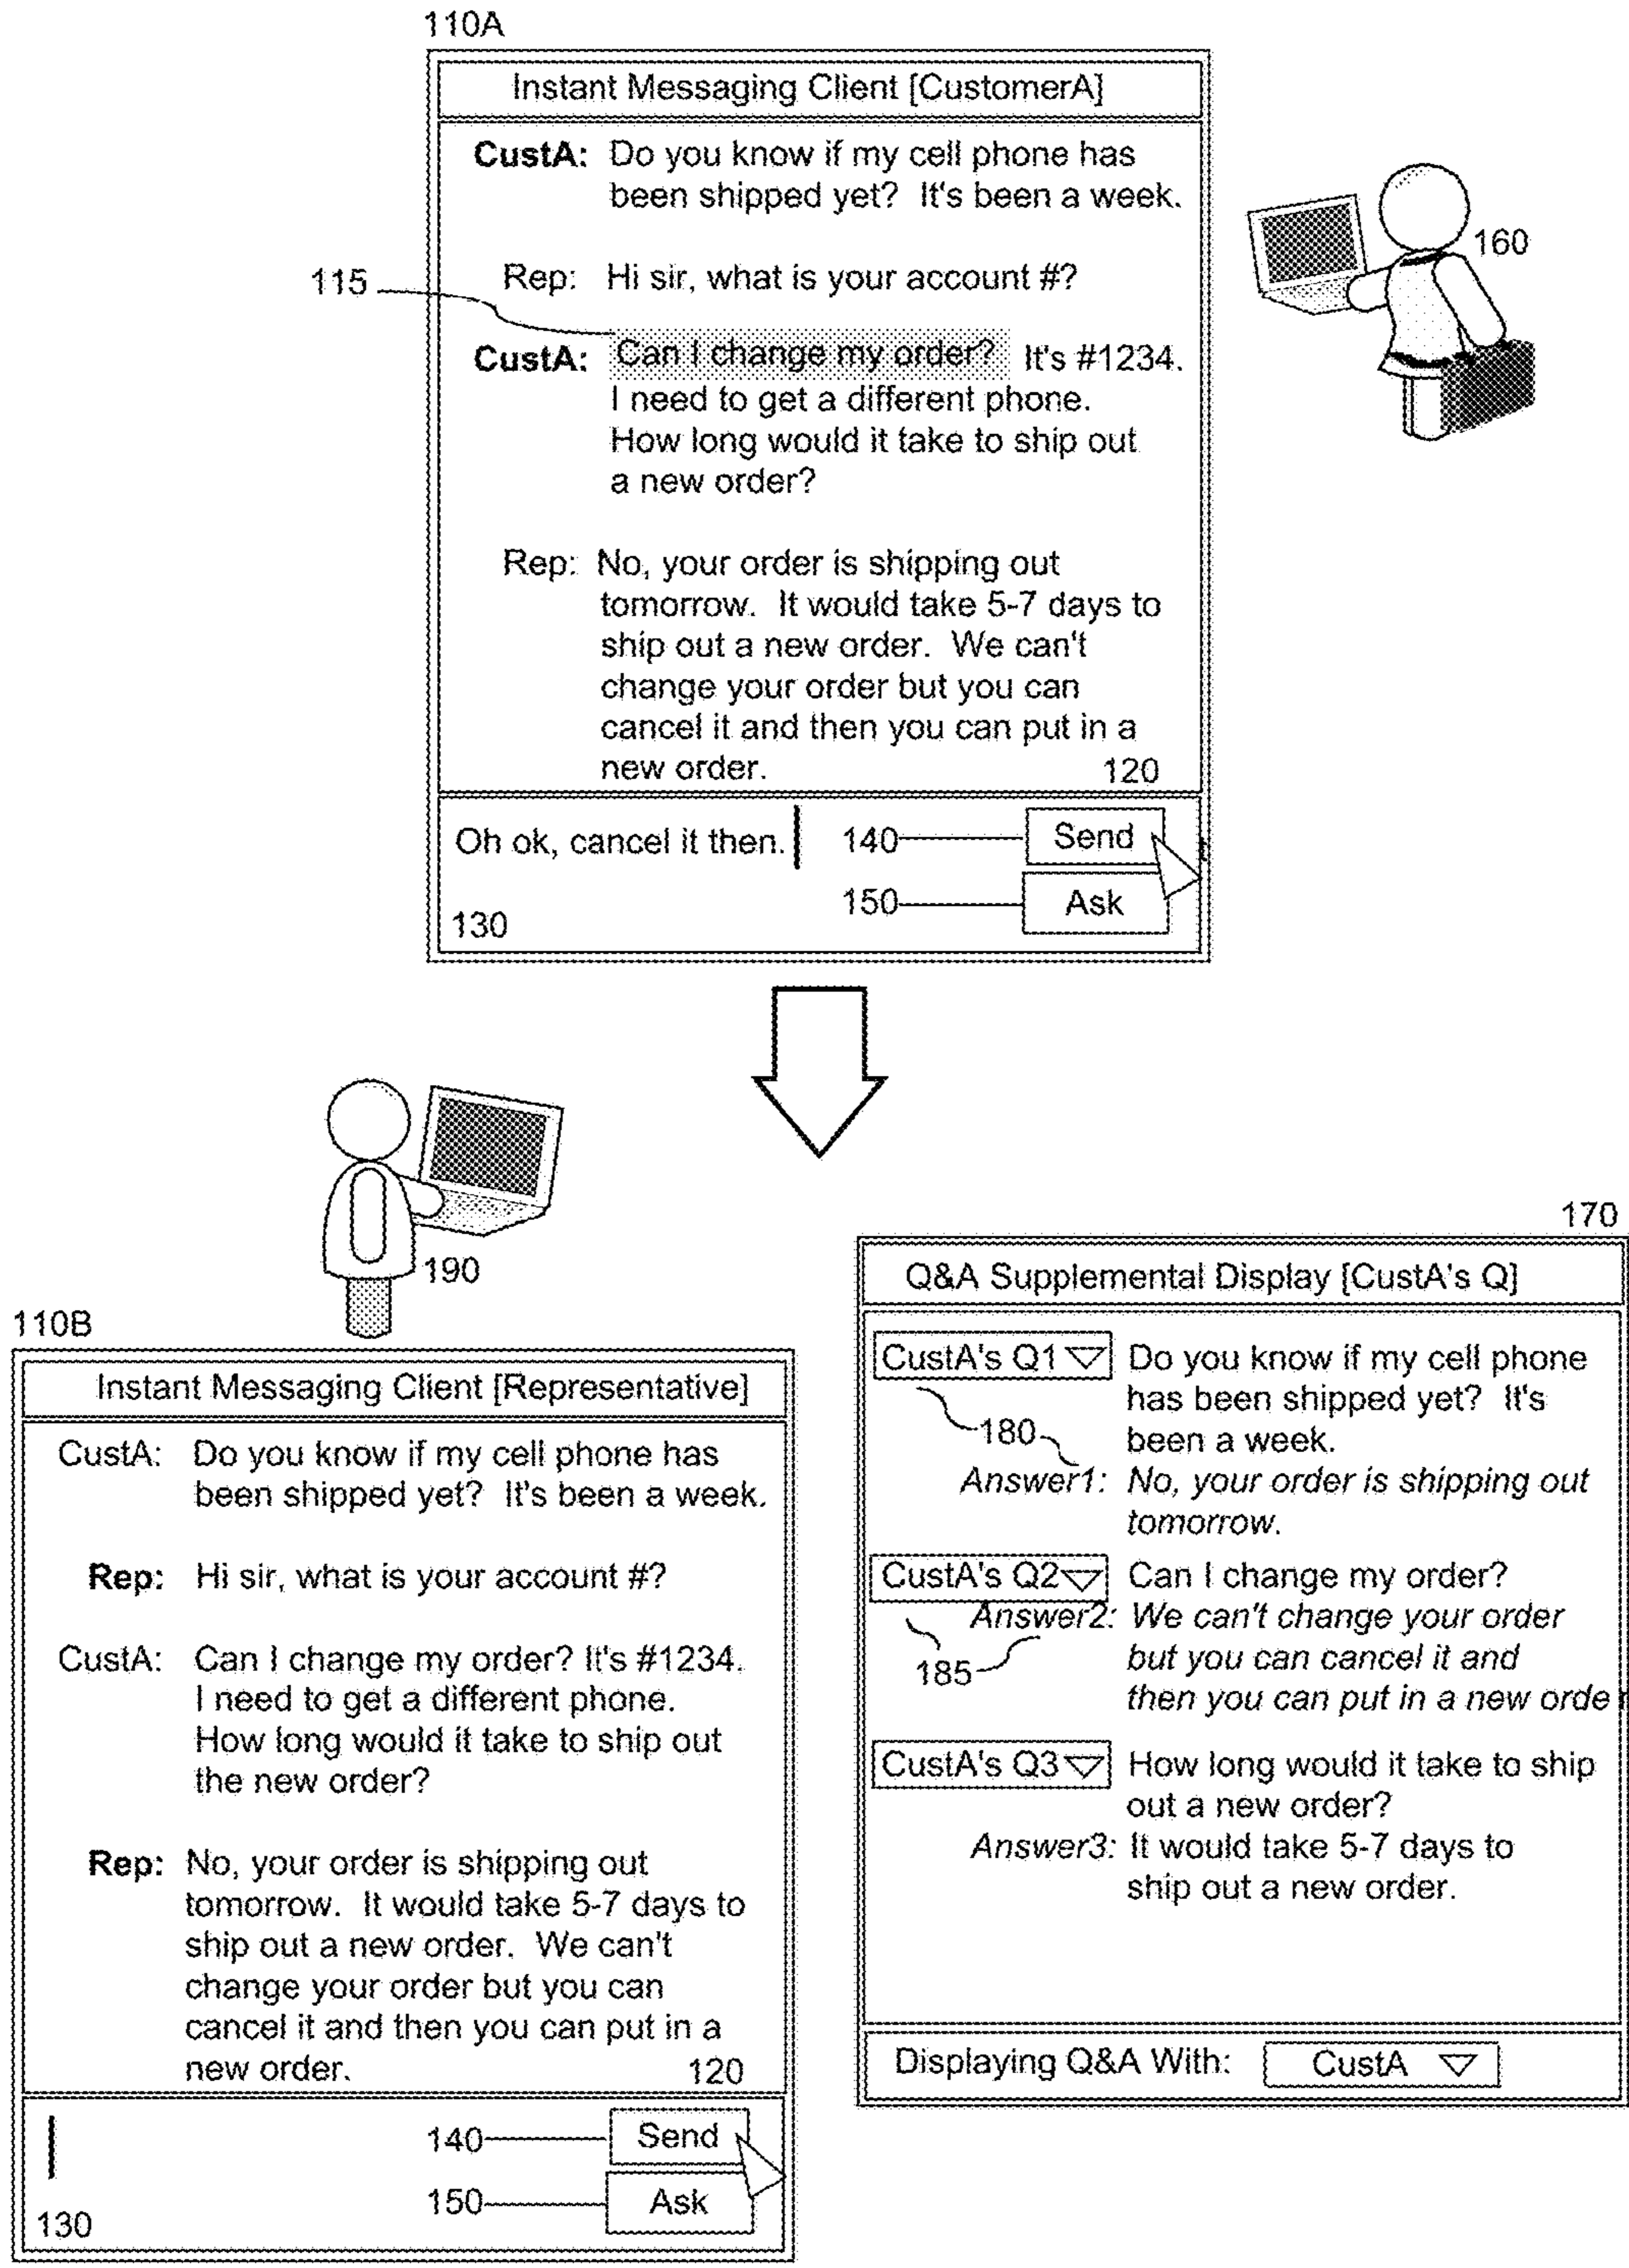 110A
Instant Messaging Client [CustomerA]
CustA: Do you know if my cell phone has
been shipped yet? It's been a week.
160
115
Rep: Hi sir, what is your account #?
CustA: Can I change my order? It's #1234.
I need to get a different phone.
How long would it take to ship out
a new order?
Rep: No, your order is shipping out
tomorrow. It would take 5-7 days to
ship out a new order. We can't
change your order but you can
cancel it and then you can put in a
new order. 120
Oh ok, cancel it then. 140 Send
150 Ask
130
190
110B
Instant Messaging Client [Representative]
CustA: Do you know if my cell phone has
been shipped yet? It's been a week.
Rep: Hi sir, what is your account #?
CustA: Can I change my order? It's #1234.
I need to get a different phone.
How long would it take to ship out
the new order?
Rep: No, your order is shipping out
tomorrow. It would take 5-7 days to
ship out a new order. We can't
change your order but you can
cancel it and then you can put in a
new order. 120
140 Send
150 Ask
130
170
Q&A Supplemental Display [CustA's Q]
CustA's Q1 Do you know if my cell phone
has been shipped yet? It's
180 been a week.
Answer1: No, your order is shipping out
tomorrow.
CustA's Q2 Can I change my order?
Answer2: We can't change your order
185 but you can cancel it and
then you can put in a new order
CustA's Q3 How long would it take to ship
out a new order?
Answer3: It would take 5-7 days to
ship out a new order.
Displaying Q&A With: CustA